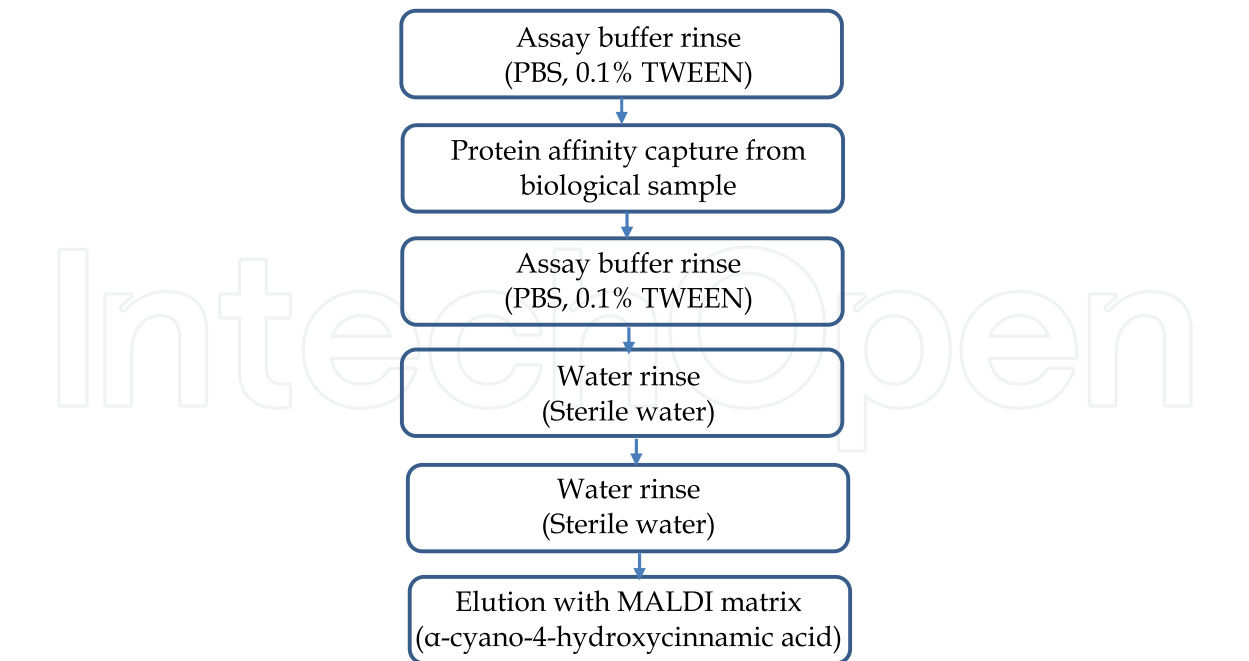 Assay buffer rinse
(PBS, 0.1% TWEEN)
Protein affinity capture from
biological sample
Assay buffer rinse
(PBS, 0.1% TWEEN)
Water rinse
(Sterile water)
Water rinse
(Sterile water)
Elution with MALDI matrix
(α-cyano-4-hydroxycinnamic acid)
IntechOpen